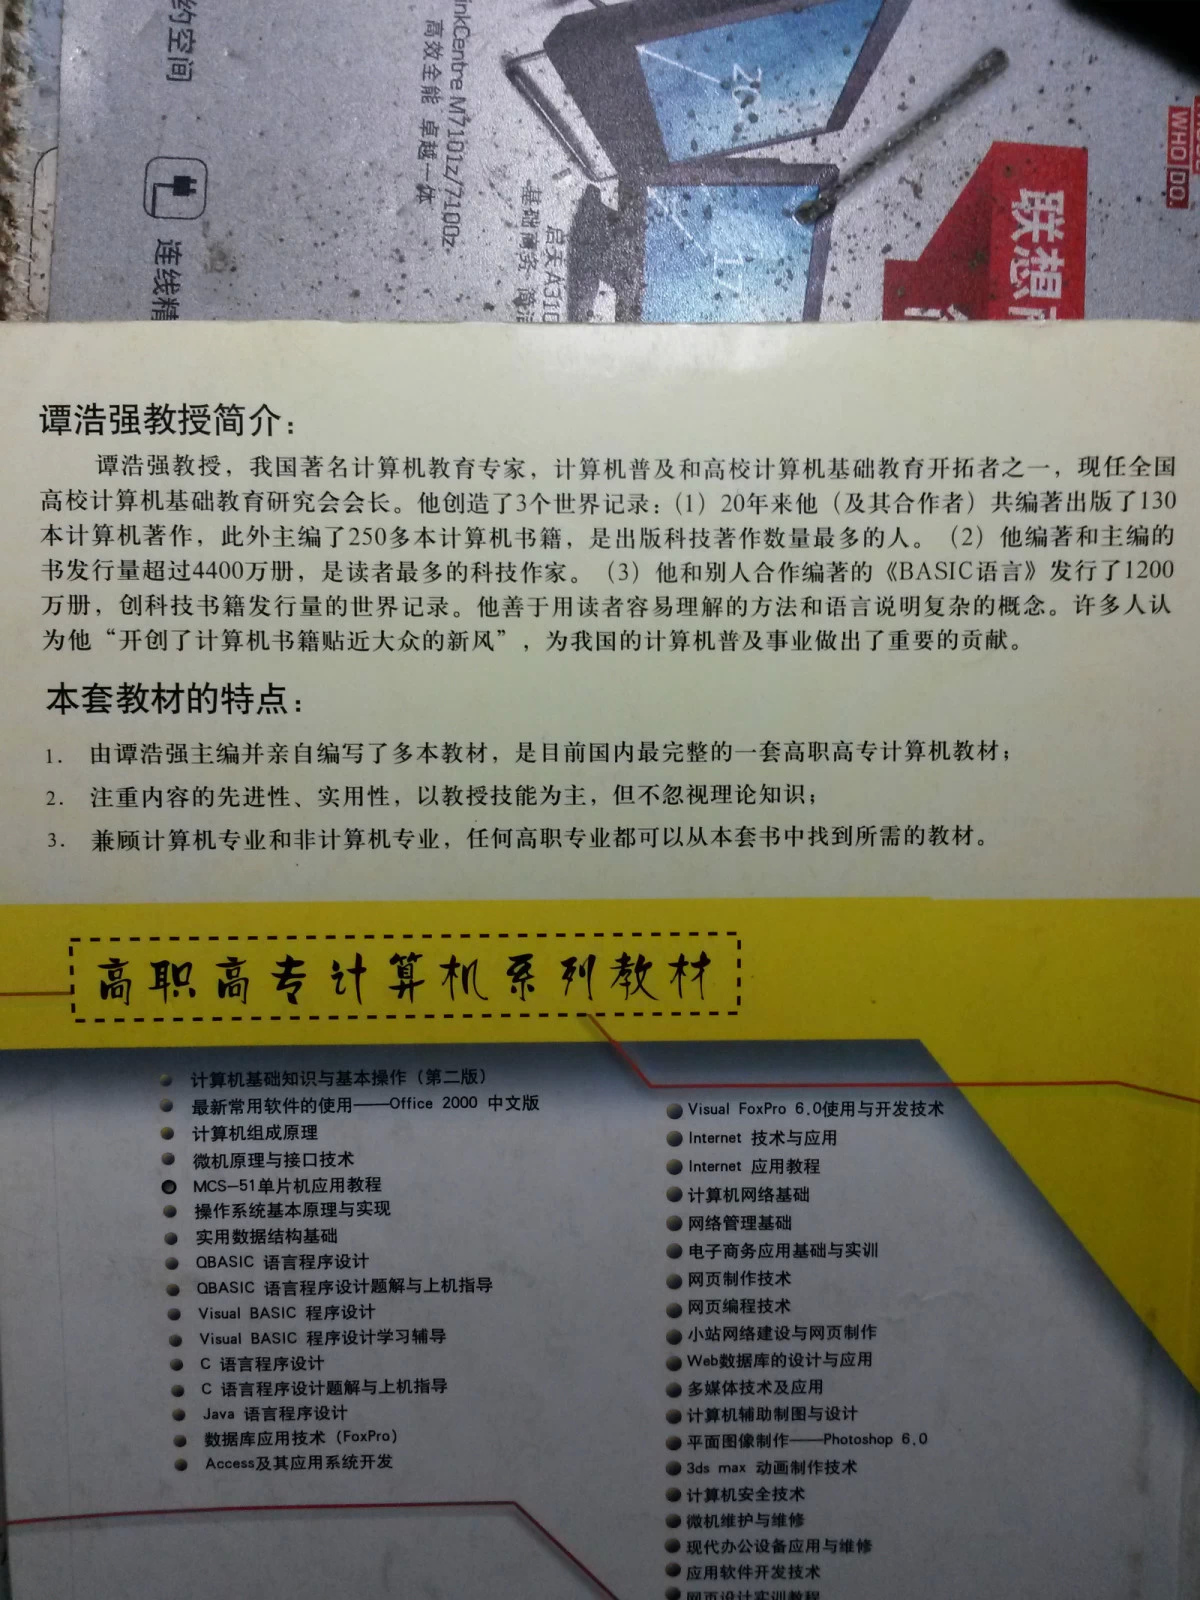 约空间
连线精
inkCentre M7101z/7100z
高效全能 卓越一体
基础商务
20
联想
WHO DO.
谭浩强教授简介：
谭浩强教授，我国著名计算机教育专家，计算机普及和高校计算机基础教育开拓者之一，现任全国
高校计算机基础教育研究会会长。他创造了3个世界记录：（1）20年来他（及其合作者）共编著出版了130
本计算机著作，此外主编了250多本计算机书籍，是出版科技著作数量最多的人。（2）他编著和主编的
书发行量超过4400万册，是读者最多的科技作家。（3）他和别人合作编著的《BASIC语言》发行了1200
万册，创科技书籍发行量的世界记录。他善于用读者容易理解的方法和语言说明复杂的概念。许多人认
为他“开创了计算机书籍贴近大众的新风”，为我国的计算机普及事业做出了重要的贡献。
本套教材的特点：
1. 由谭浩强主编并亲自编写了多本教材，是目前国内最完整的一套高职高专计算机教材；
2. 注重内容的先进性、实用性，以教授技能为主，但不忽视理论知识；
3. 兼顾计算机专业和非计算机专业，任何高职专业都可以从本套书中找到所需的教材。
高职高专计算机系列教材
计算机基础知识与基本操作（第二版）
最新常用软件的使用——Office 2000 中文版
计算机组成原理
微机原理与接口技术
MCS-51单片机应用教程
操作系统基本原理与实现
实用数据结构基础
QBASIC 语言程序设计
QBASIC 语言程序设计题解与上机指导
Visual BASIC 程序设计
Visual BASIC 程序设计学习辅导
C 语言程序设计
C 语言程序设计题解与上机指导
Java 语言程序设计
数据库应用技术（FoxPro）
Access及其应用系统开发
Visual FoxPro 6.0使用与开发技术
Internet 技术与应用
Internet 应用教程
计算机网络基础
网络管理基础
电子商务应用基础与实训
网页制作技术
网页编程技术
小站网络建设与网页制作
Web数据库的设计与应用
多媒体技术及应用
计算机辅助制图与设计
平面图像制作——Photoshop 6.0
3ds max 动画制作技术
计算机安全技术
微机维护与维修
现代办公设备应用与维修
应用软件开发技术
网页设计实训教程